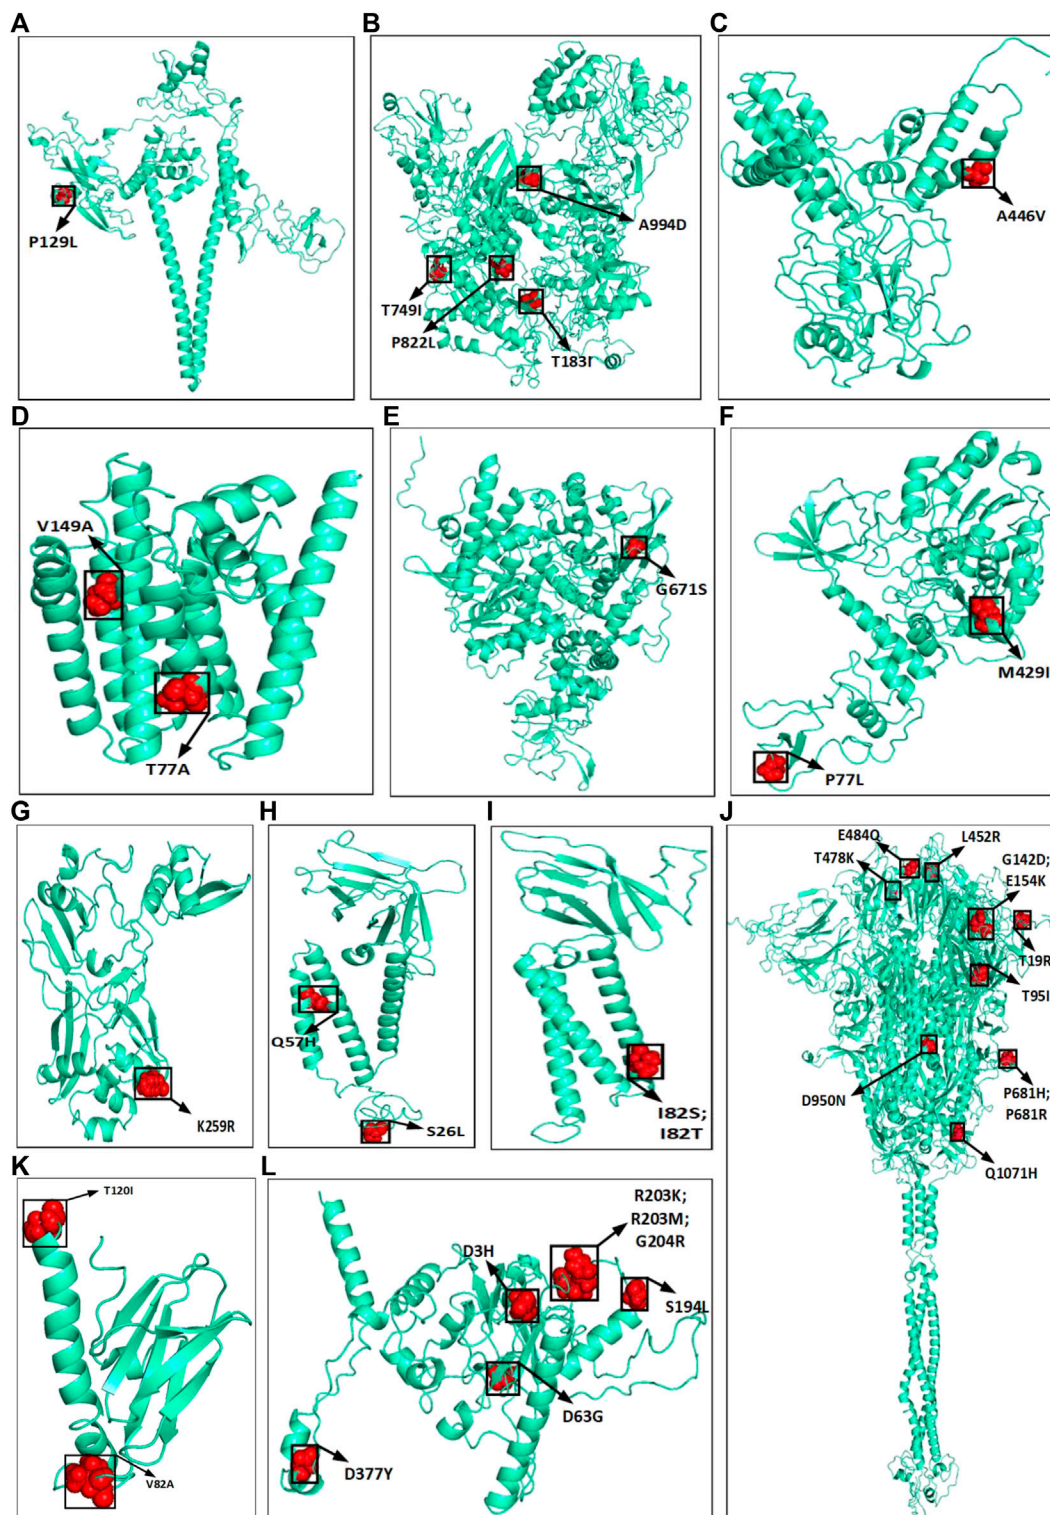 A
P129L
B
A994D
T749I
P822L
T183I
C
A446V
D
V149A
T77A
E
G671S
F
M429I
P77L
G
K259R
H
Q57H
S26L
I
I82S;
I82T
J
E484Q
L452R
T478K
G142D;
E154K
T19R
T95I
D950N
P681H;
P681R
Q1071H
K
T120I
V82A
L
R203K;
R203M;
G204R
D3H
S194L
D63G
D377Y